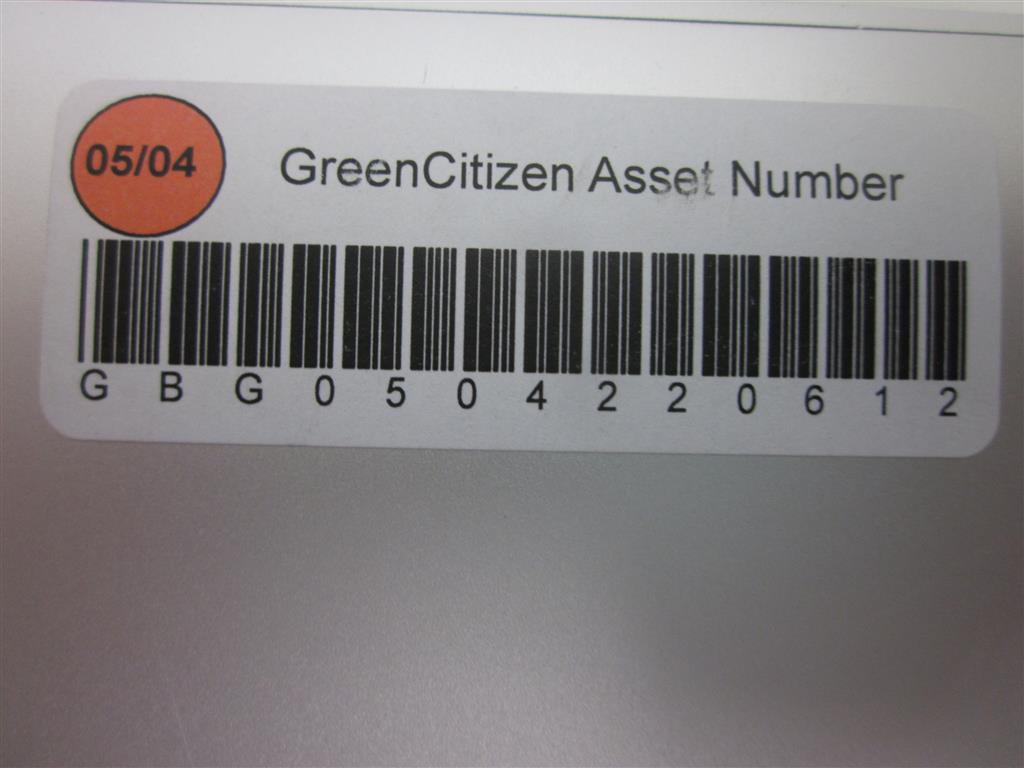 05/04
GreenCitizen Asset Number
G B G 0 5 0 4 2 2 0 6 1 2